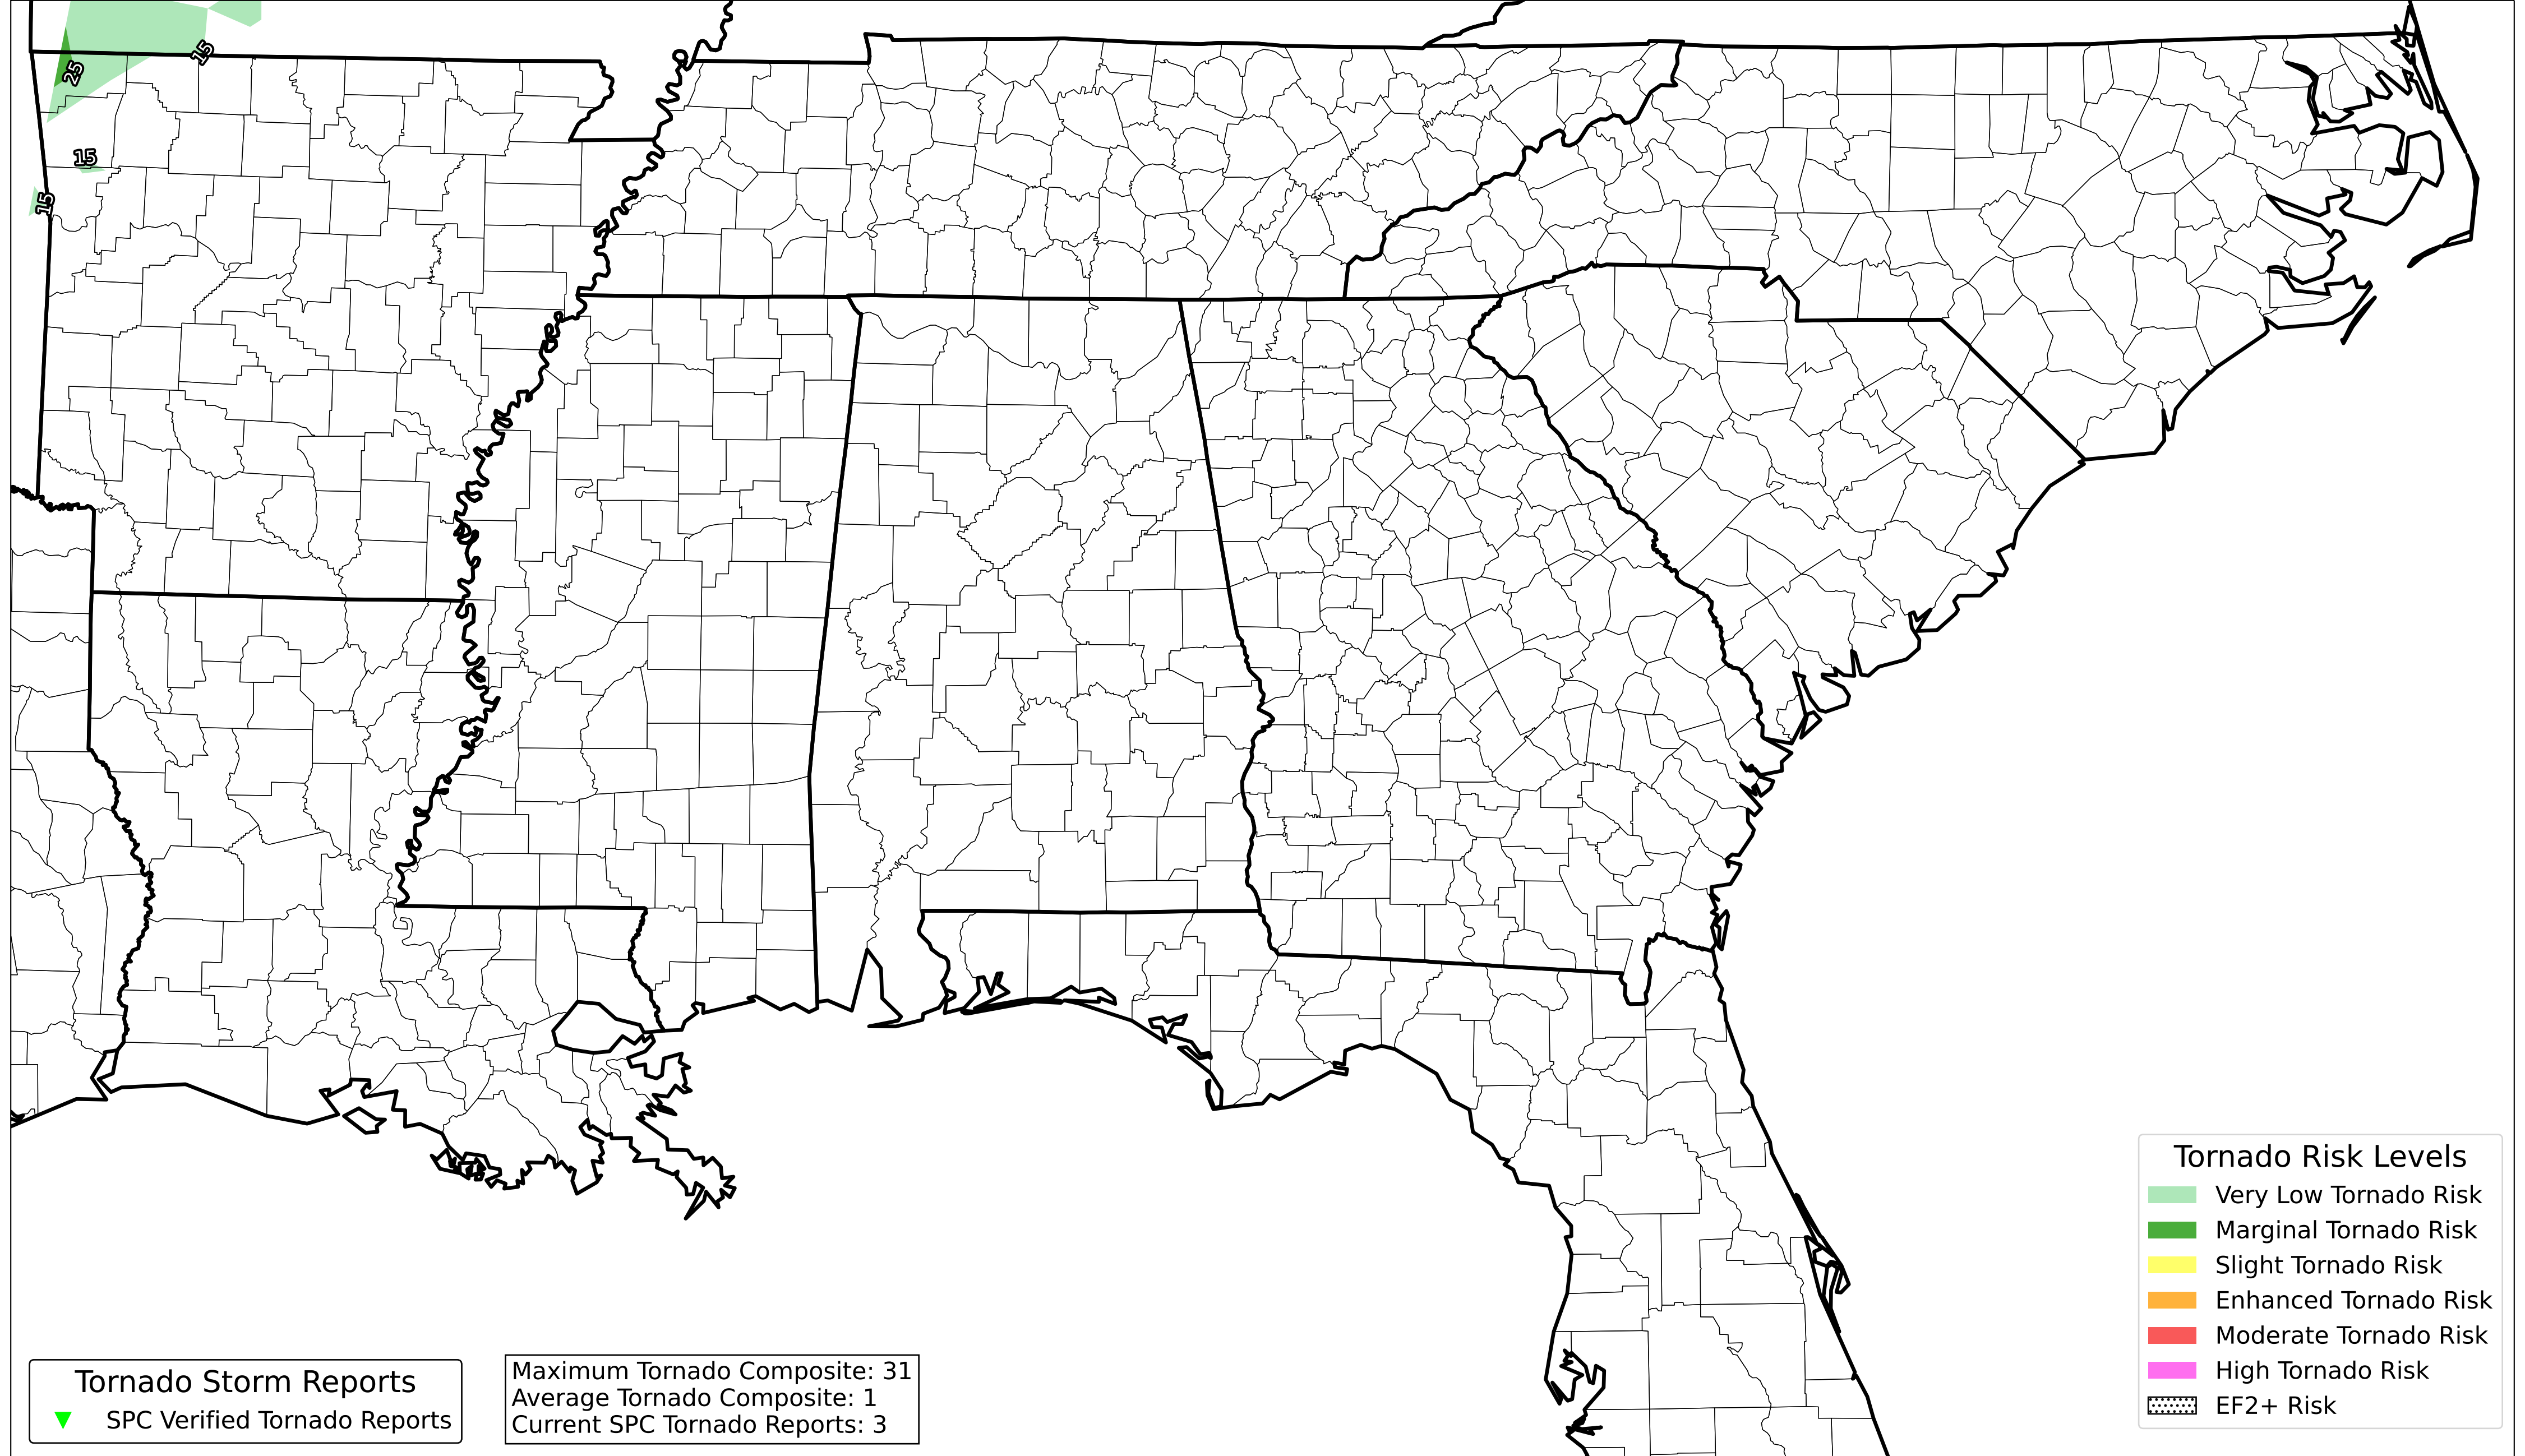 15
25
15
15
Tornado Risk Levels
Very Low Tornado Risk
Marginal Tornado Risk
Slight Tornado Risk
Enhanced Tornado Risk
Moderate Tornado Risk
High Tornado Risk
EF2+ Risk
Tornado Storm Reports
SPC Verified Tornado Reports
Maximum Tornado Composite: 31
Average Tornado Composite: 1
Current SPC Tornado Reports: 3